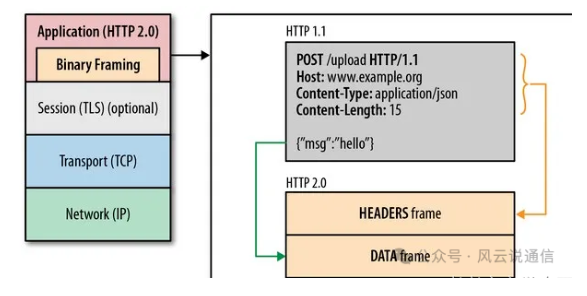 Application (HTTP 2.0)
Binary Framing
Session (TLS) (optional)
Transport (TCP)
Network (IP)
HTTP 1.1
POST /upload HTTP/1.1
Host: www.example.org
Content-Type: application/json
Content-Length: 15
{"msg":"hello"}
HTTP 2.0
HEADERS frame
DATA frame
公众号 · 风云说通信